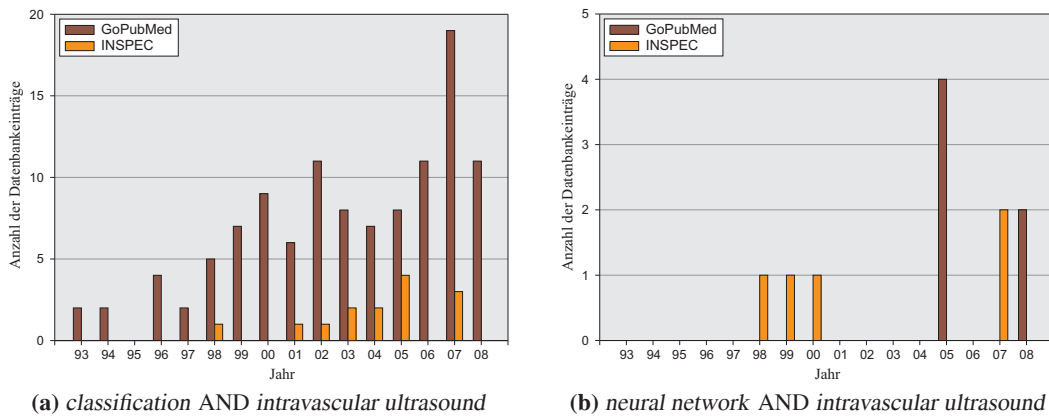 GoPubMed
INSPEC
Anzahl der Datenbankeinträge
20
15
10
5
0
93 94 95 96 97 98 99 00 01 02 03 04 05 06 07 08
Jahr
(a) classification AND intravascular ultrasound
GoPubMed
INSPEC
Anzahl der Datenbankeinträge
5
4
3
2
1
0
93 94 95 96 97 98 99 00 01 02 03 04 05 06 07 08
Jahr
(b) neural network AND intravascular ultrasound